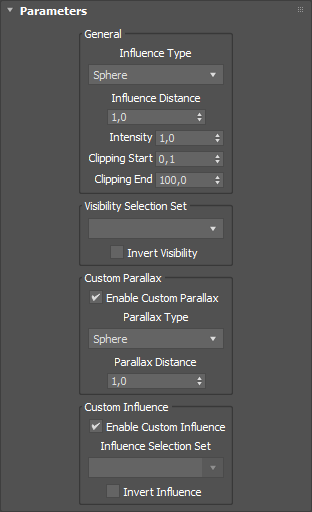 Parameters
General
Influence Type
Sphere
Influence Distance
1,0
Intensity 1,0
Clipping Start 0,1
Clipping End 100,0
Visibility Selection Set
Invert Visibility
Custom Parallax
Enable Custom Parallax
Parallax Type
Sphere
Parallax Distance
1,0
Custom Influence
Enable Custom Influence
Influence Selection Set
Invert Influence